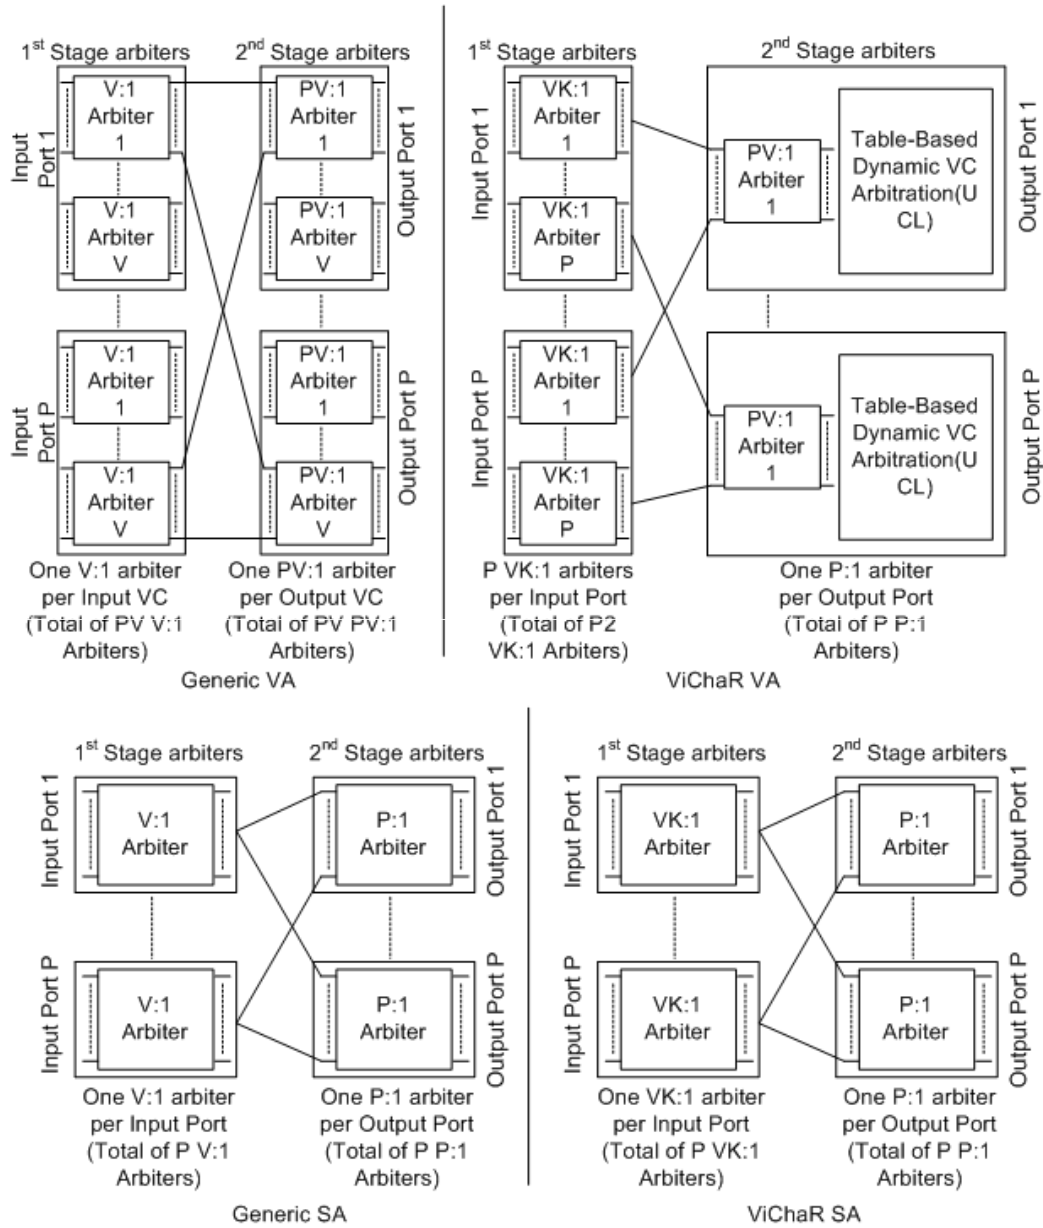 1st Stage arbiters
2nd Stage arbiters
Input Port 1
V:1
Arbiter
1
V:1
Arbiter
V
PV:1
Arbiter
1
PV:1
Arbiter
V
Output Port 1
Input Port P
V:1
Arbiter
1
V:1
Arbiter
V
PV:1
Arbiter
1
PV:1
Arbiter
V
Output Port P
One V:1 arbiter
per Input VC
(Total of PV V:1
Arbiters)
One PV:1 arbiter
per Output VC
(Total of PV PV:1
Arbiters)
Generic VA
1st Stage arbiters
2nd Stage arbiters
Input Port 1
VK:1
Arbiter
1
VK:1
Arbiter
P
PV:1
Arbiter
1
Table-Based
Dynamic VC
Arbitration(U
CL)
Output Port 1
Input Port P
VK:1
Arbiter
1
VK:1
Arbiter
P
PV:1
Arbiter
1
Table-Based
Dynamic VC
Arbitration(U
CL)
Output Port P
P VK:1 arbiters
per Input Port
(Total of P2
VK:1 Arbiters)
One P:1 arbiter
per Output Port
(Total of P P:1
Arbiters)
ViChaR VA
1st Stage arbiters
2nd Stage arbiters
Input Port 1
V:1
Arbiter
P:1
Arbiter
Output Port 1
Input Port P
V:1
Arbiter
P:1
Arbiter
Output Port P
One V:1 arbiter
per Input Port
(Total of P V:1
Arbiters)
One P:1 arbiter
per Output Port
(Total of P P:1
Arbiters)
Generic SA
1st Stage arbiters
2nd Stage arbiters
Input Port 1
VK:1
Arbiter
P:1
Arbiter
Output Port 1
Input Port P
VK:1
Arbiter
P:1
Arbiter
Output Port P
One VK:1 arbiter
per Input Port
(Total of P VK:1
Arbiters)
One P:1 arbiter
per Output Port
(Total of P P:1
Arbiters)
ViChaR SA